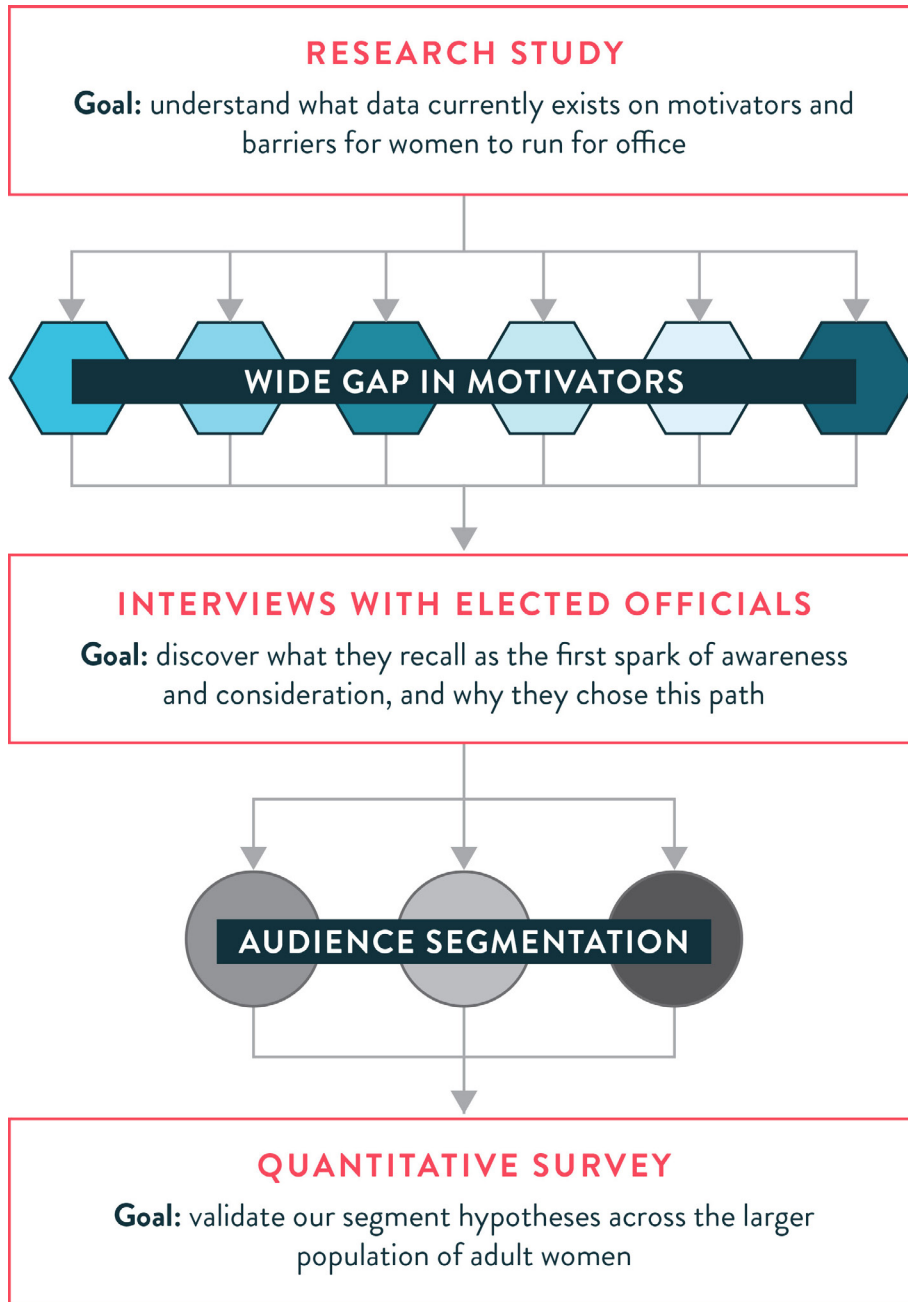 RESEARCH STUDY
Goal: understand what data currently exists on motivators and
barriers for women to run for office
WIDE GAP IN MOTIVATORS
INTERVIEWS WITH ELECTED OFFICIALS
Goal: discover what they recall as the first spark of awareness
and consideration, and why they chose this path
AUDIENCE SEGMENTATION
QUANTITATIVE SURVEY
Goal: validate our segment hypotheses across the larger
population of adult women